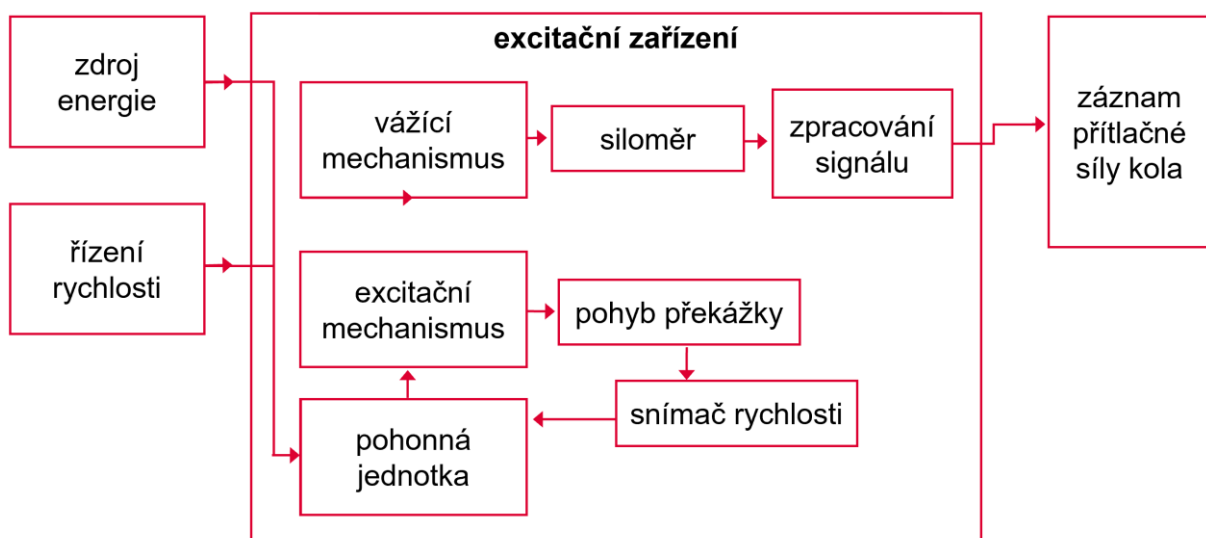 excitační zařízení
zdroj
energie
vážící
mechanismus
siloměr
zpracování
signálu
záznam
přítlačné
síly kola
řízení
rychlosti
excitační
mechanismus
pohyb překážky
snímač rychlosti
pohonná
jednotka